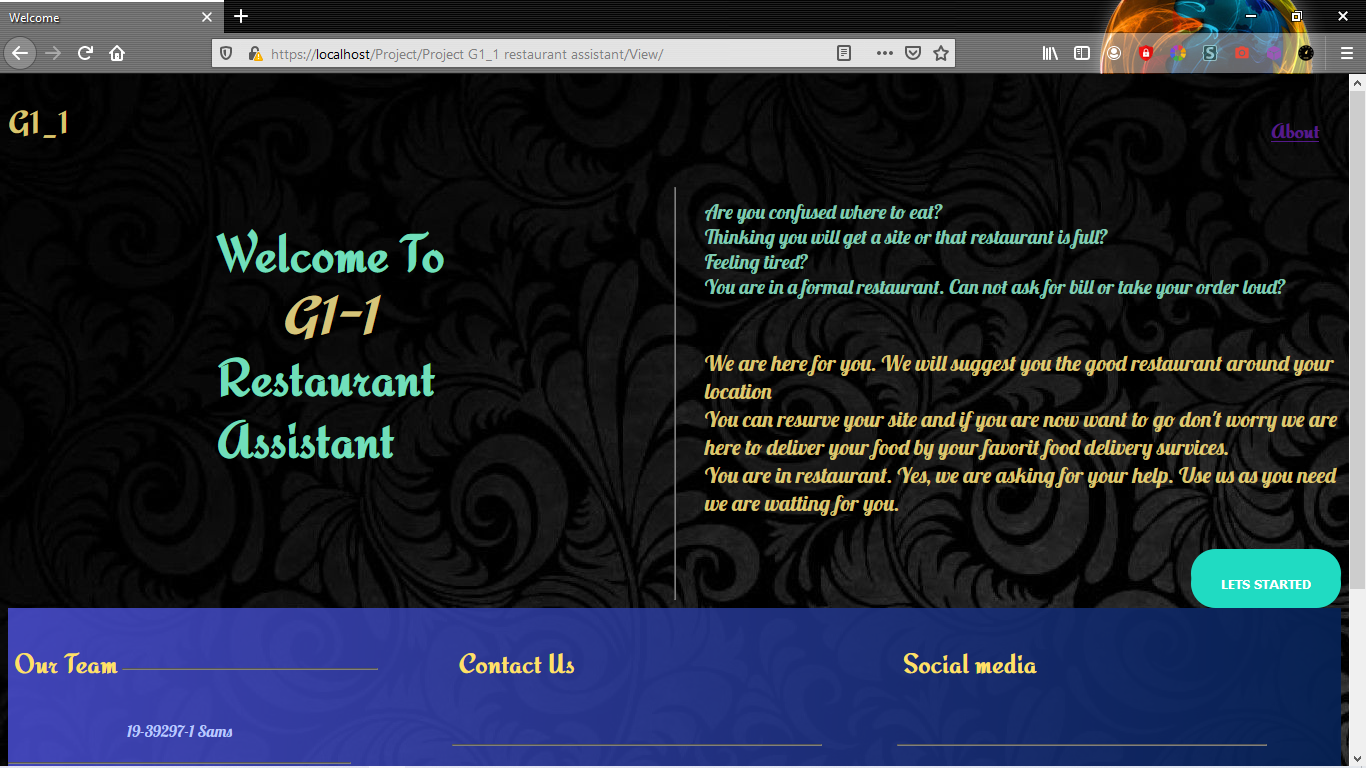 Welcome
https://localhost/Project/Project G1_1 restaurant assistant/View/
G1_1
About
Welcome To
G1-1
Restaurant
Assistant
Are you confused where to eat?
Thinking you will get a site or that restaurant is full?
Feeling tired?
You are in a formal restaurant. Can not ask for bill or take your order loud?
We are here for you. We will suggest you the good restaurant around your
location
You can resurve your site and if you are now want to go don't worry we are
here to deliver your food by your favorit food delivery survices.
You are in restaurant. Yes, we are asking for your help. Use us as you need
we are watting for you.
LETS STARTED
Our Team
Contact Us
Social media
19-39297-1 Sams